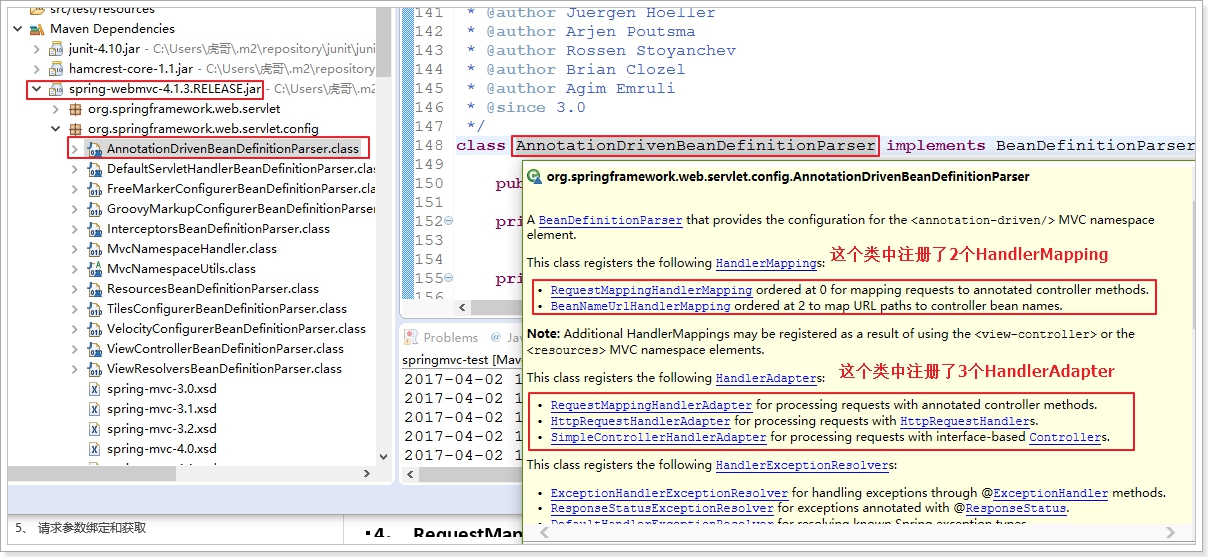 src/test/resources
Maven Dependencies
junit-4.10.jar - C:\Users\虎哥\.m2\repository\junit\juni
hamcrest-core-1.1.jar - C:\Users\虎哥\.m2\repository
spring-webmvc-4.1.3.RELEASE.jar - C:\Users\虎哥\.m2
org.springframework.web.servlet
org.springframework.web.servlet.config
AnnotationDrivenBeanDefinitionParser.class
DefaultServletHandlerBeanDefinitionParser.clas
FreeMarkerConfigurerBeanDefinitionParser.clas
GroovyMarkupConfigurerBeanDefinitionParser
InterceptorsBeanDefinitionParser.class
MvcNamespaceHandler.class
MvcNamespaceUtils.class
ResourcesBeanDefinitionParser.class
TilesConfigurerBeanDefinitionParser.class
VelocityConfigurerBeanDefinitionParser.class
ViewControllerBeanDefinitionParser.class
ViewResolversBeanDefinitionParser.class
spring-mvc-3.0.xsd
spring-mvc-3.1.xsd
spring-mvc-3.2.xsd
spring-mvc-4.0.xsd
5、 请求参数绑定和获取
141 * @author Juergen Hoeller
142 * @author Arjen Poutsma
143 * @author Rossen Stoyanchev
144 * @author Brian Clozel
145 * @author Agim Emruli
146 * @since 3.0
147 */
148 class AnnotationDrivenBeanDefinitionParser implements BeanDefinitionParser
149
150 pub
151
152 pri
153
154
155 pri
156
Problems @ Jav
springmvc-test [Mav
2017-04-02 1
2017-04-02 1
2017-04-02 1
2017-04-02 1
2017-04-02 1
4、 RequestMap
org.springframework.web.servlet.config.AnnotationDrivenBeanDefinitionParser
A BeanDefinitionParser that provides the configuration for the <annotation-driven/> MVC namespace
element.
这个类中注册了2个HandlerMapping
This class registers the following HandlerMappings:
• RequestMappingHandlerMapping ordered at 0 for mapping requests to annotated controller methods.
• BeanNameUrlHandlerMapping ordered at 2 to map URL paths to controller bean names.
Note: Additional HandlerMappings may be registered as a result of using the <view-controller> or the
<resources> MVC namespace elements.
这个类中注册了3个HandlerAdapter
This class registers the following HandlerAdapters:
• RequestMappingHandlerAdapter for processing requests with annotated controller methods.
• HttpRequestHandlerAdapter for processing requests with HttpRequestHandlers.
• SimpleControllerHandlerAdapter for processing requests with interface-based Controllers.
This class registers the following HandlerExceptionResolvers:
• ExceptionHandlerExceptionResolver for handling exceptions through @ExceptionHandler methods.
• ResponseStatusExceptionResolver for exceptions annotated with @ResponseStatus.
• DefaultHandlerExceptionResolver for resolving known Spring exception types